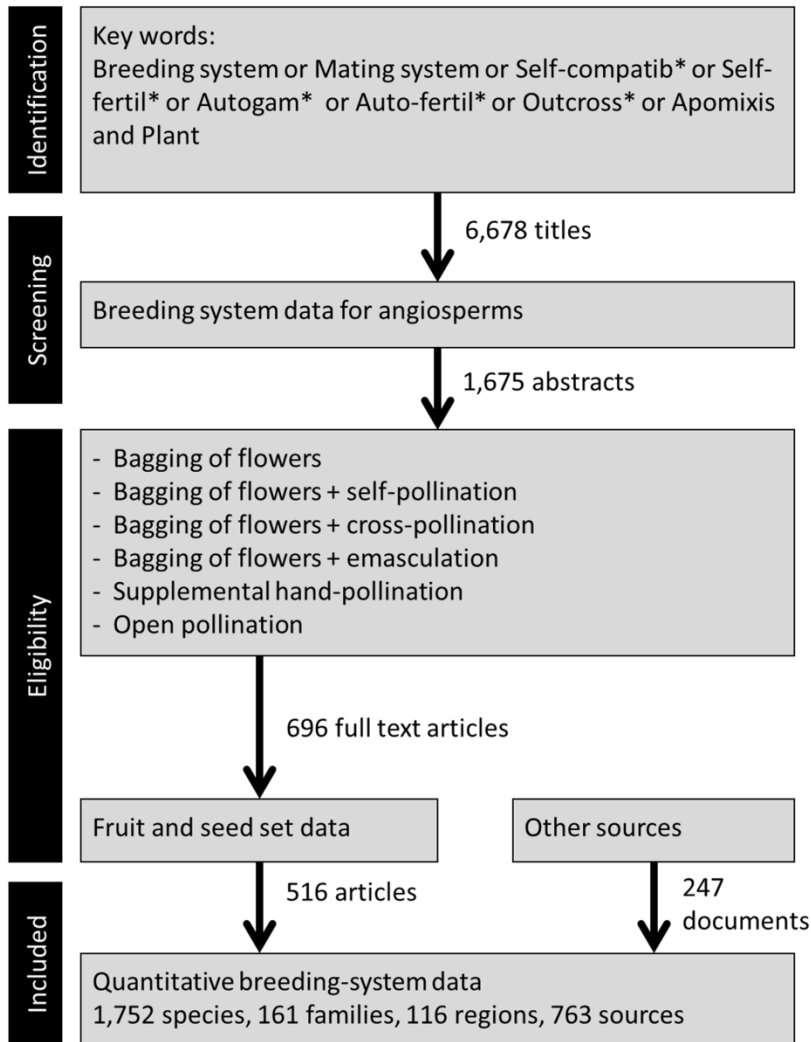 Identification
Key words:
Breeding system or Mating system or Self-compatib* or Self-
fertil* or Autogam* or Auto-fertil* or Outcross* or Apomixis
and Plant
6,678 titles
Screening
Breeding system data for angiosperms
1,675 abstracts
Eligibility
- Bagging of flowers
- Bagging of flowers + self-pollination
- Bagging of flowers + cross-pollination
- Bagging of flowers + emasculation
- Supplemental hand-pollination
- Open pollination
696 full text articles
Fruit and seed set data
Other sources
516 articles
247
documents
Included
Quantitative breeding-system data
1,752 species, 161 families, 116 regions, 763 sources